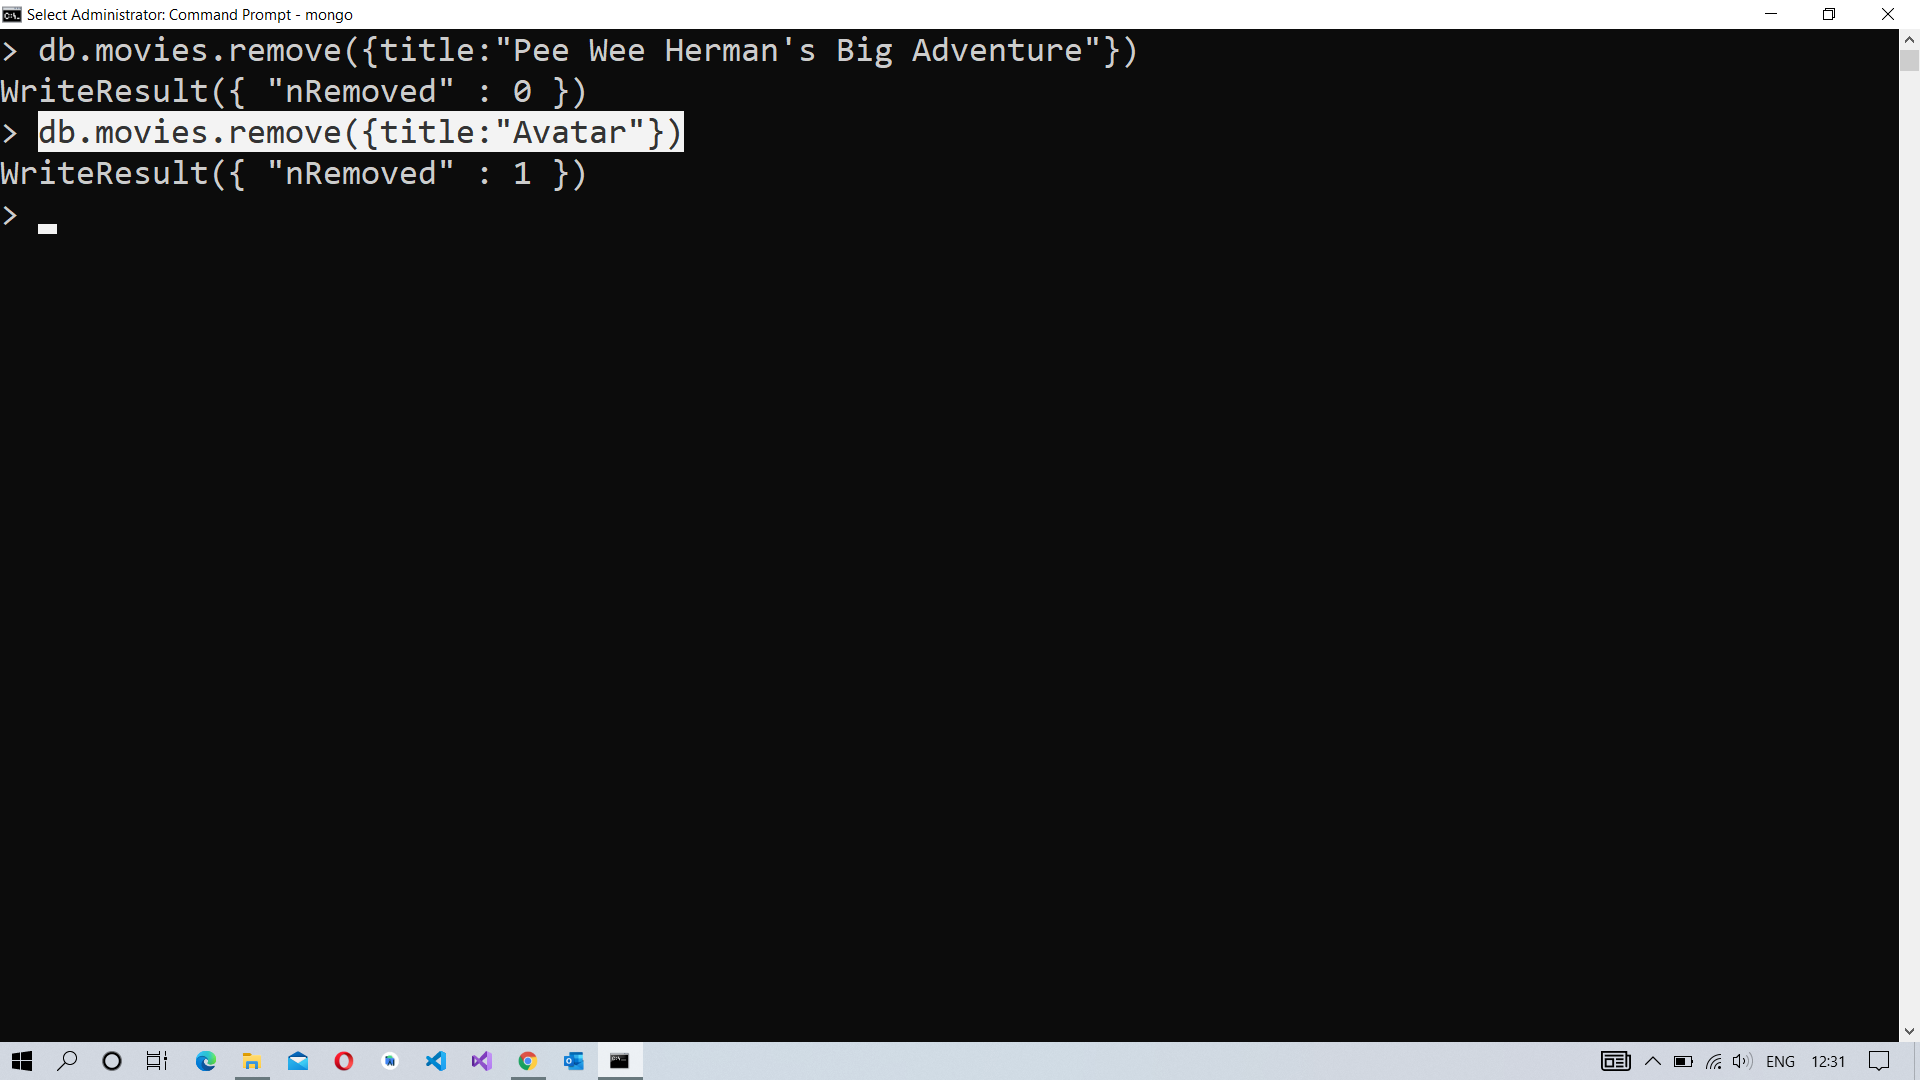 Select Administrator: Command Prompt - mongo
> db.movies.remove({title:"Pee Wee Herman's Big Adventure"})
WriteResult({ "nRemoved" : 0 })
> db.movies.remove({title:"Avatar"})
WriteResult({ "nRemoved" : 1 })
>
ENG 12:31